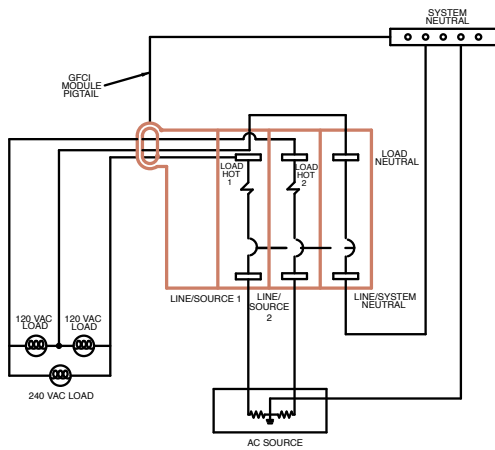 SYSTEM
NEUTRAL
GFCI
MODULE
PIGTAIL
LOAD
HOT
1
LOAD
HOT
2
LOAD
NEUTRAL
LINE/SOURCE 1
LINE/
SOURCE
2
LINE/SYSTEM
NEUTRAL
120 VAC
LOAD
120 VAC
LOAD
240 VAC LOAD
AC SOURCE